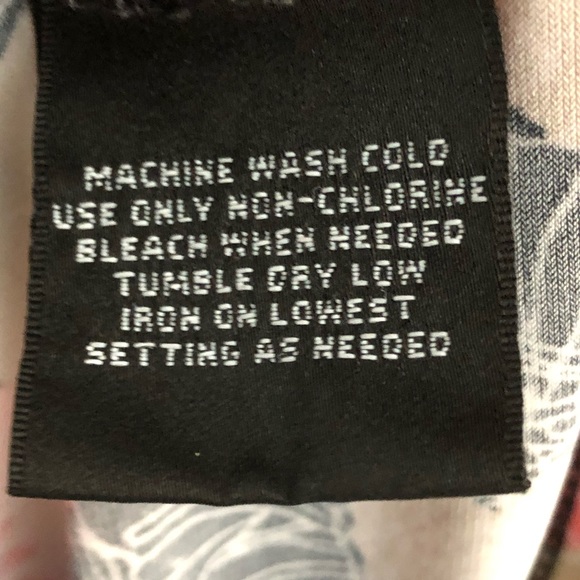 MACHINE WASH COLD
USE ONLY NON-CHLORINE
BLEACH WHEN NEEDED
TUMBLE DRY LOW
IRON ON LOWEST
SETTING AS NEEDED